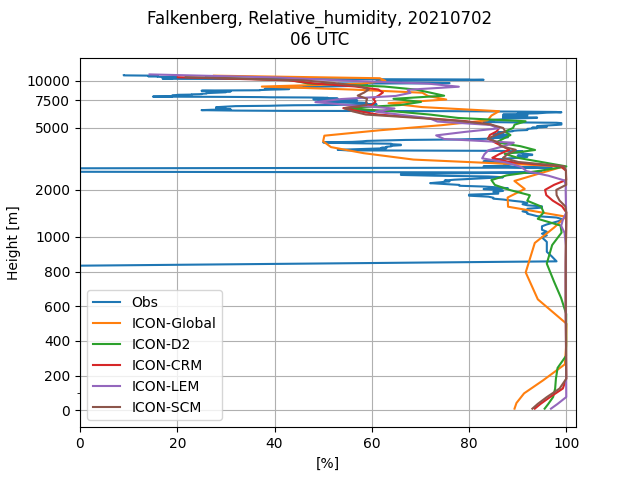 Falkenberg, Relative_humidity, 20210702
06 UTC
10000
7500
5000
2000
1000
800
600
400
200
0
Height [m]
Obs
ICON-Global
ICON-D2
ICON-CRM
ICON-LEM
ICON-SCM
0 20 40 60 80 100
[%]